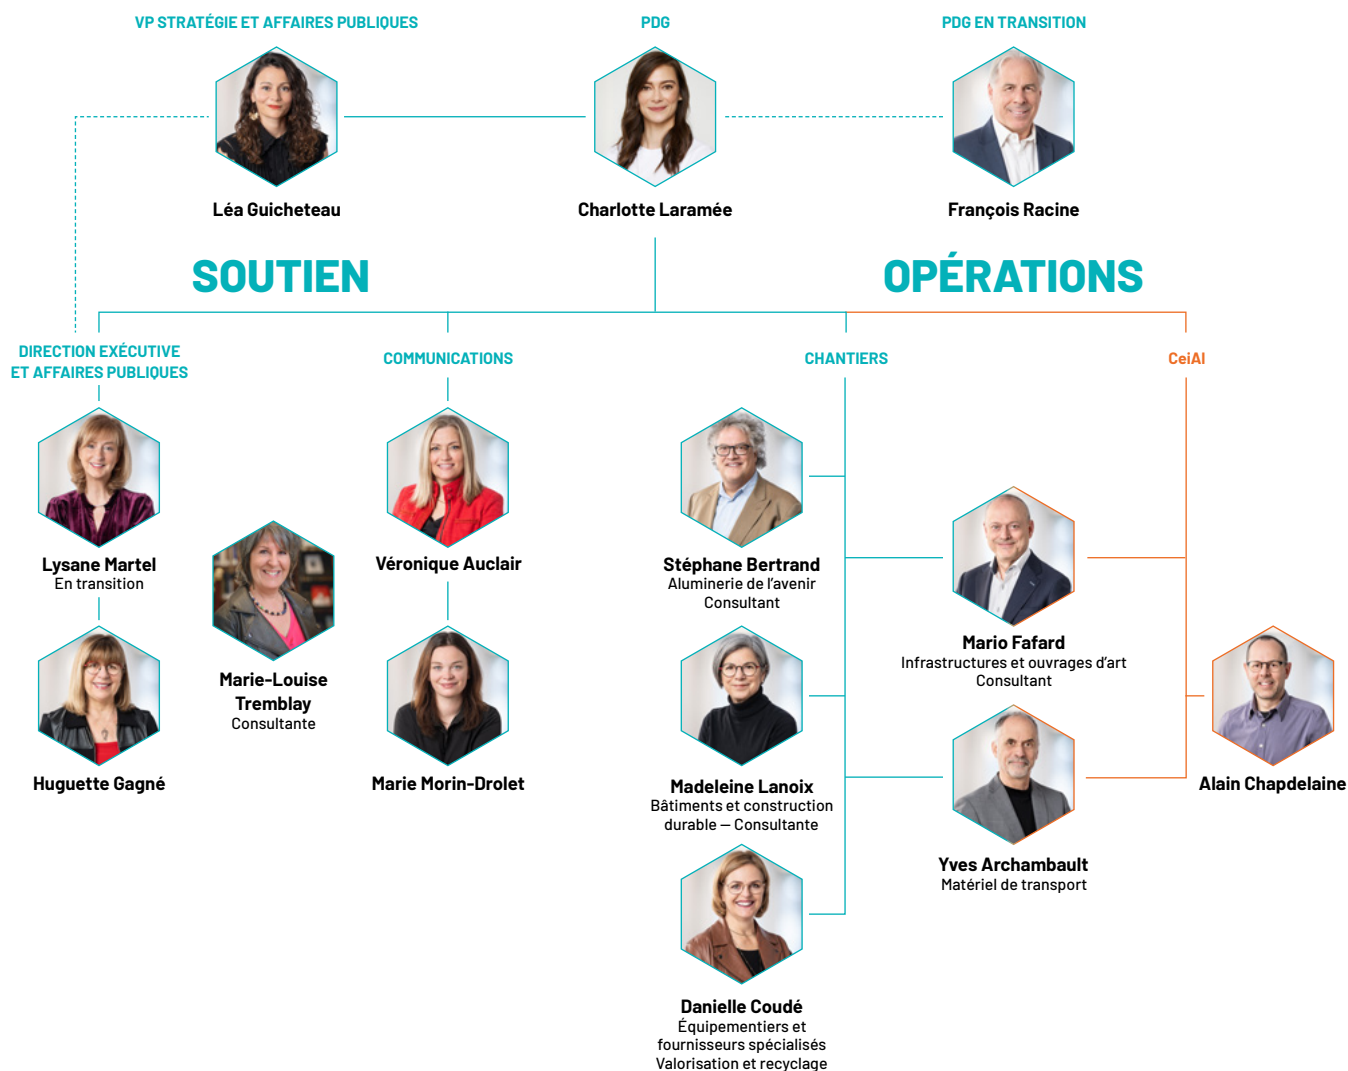 VP STRATÉGIE ET AFFAIRES PUBLIQUES
PDG
PDG EN TRANSITION
Léa Guicheteau
Charlotte Laramée
François Racine
SOUTIEN
OPÉRATIONS
DIRECTION EXÉCUTIVE
ET AFFAIRES PUBLIQUES
COMMUNICATIONS
CHANTIERS
CeiAl
Lysane Martel
En transition
Véronique Auclair
Stéphane Bertrand
Aluminerie de l’avenir
Consultant
Mario Fafard
Infrastructures et ouvrages d’art
Consultant
Marie-Louise
Tremblay
Consultante
Huguette Gagné
Marie Morin-Drolet
Madeleine Lanoix
Bâtiments et construction
durable — Consultante
Alain Chapdelaine
Yves Archambault
Matériel de transport
Danielle Coudé
Équipementiers et
fournisseurs spécialisés
Valorisation et recyclage